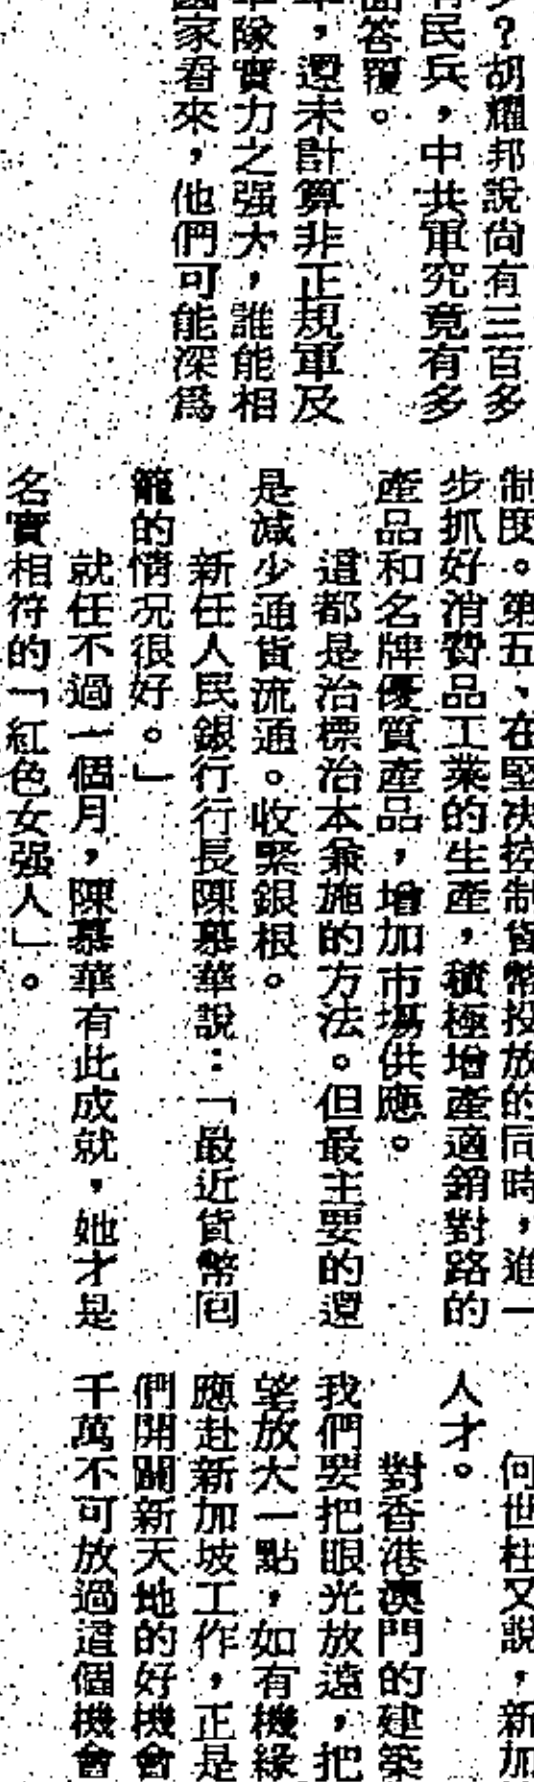 少？胡耀邦說尚有三百多
民兵，中共軍究竟有多
面答覆。
，還未計算非正規軍及
隊實力之强大，誰能相
國家看來，他們可能深爲
制度。第五、在堅决控制貨幣投放的同時，進一
步抓好消費品工業的生產，積極增產適銷對路的
產品和名牌優質產品，增加市場供應。
這都是治標治本兼施的方法。但最主要的還
是減少通貨流通。收緊銀根。
新任人民銀行行長陳慕華說：「最近貨幣囘
籠的情况很好。」
就任不過一個月，陳慕華有此成就，她才是
名實相符的「紅色女强人」。
何世柱又說，新加
人才。
對香港澳門的建築
我們要把眼光放遠，把
望放大一點，如有機緣
應赴新加坡工作，正是
們開闢新天地的好機會
千萬不可放過這個機會